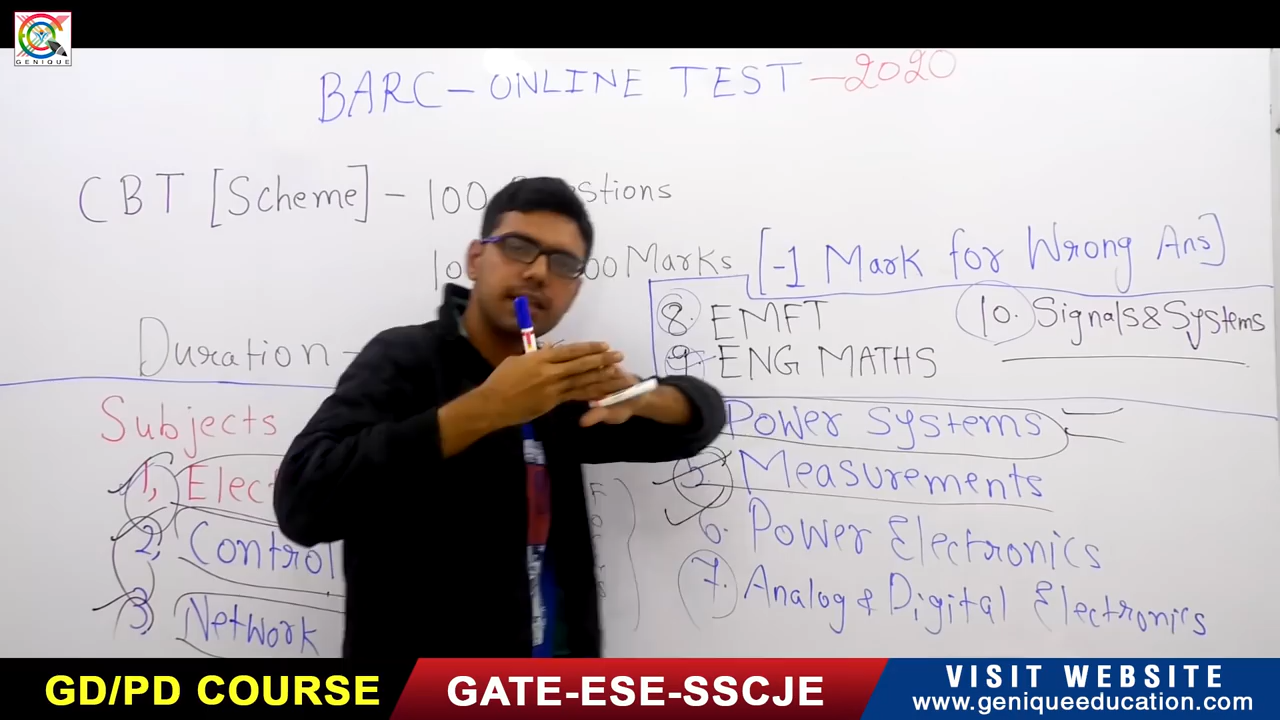 GENIQUE
BARC - ONLINE TEST - 2020
CBT [Scheme] - 100
Marks [-1 Mark for Wrong Ans]
8. EMFT
10. Signals & Systems
Duration -
9. ENG MATHS
Subjects
Power Systems
1,
5. Measurements
2, Control
6. Power Electronics
3, Network
7. Analog & Digital Electronics
GD/PD COURSE
GATE-ESE-SSCJE
VISIT WEBSITE
www.geniqueeducation.com